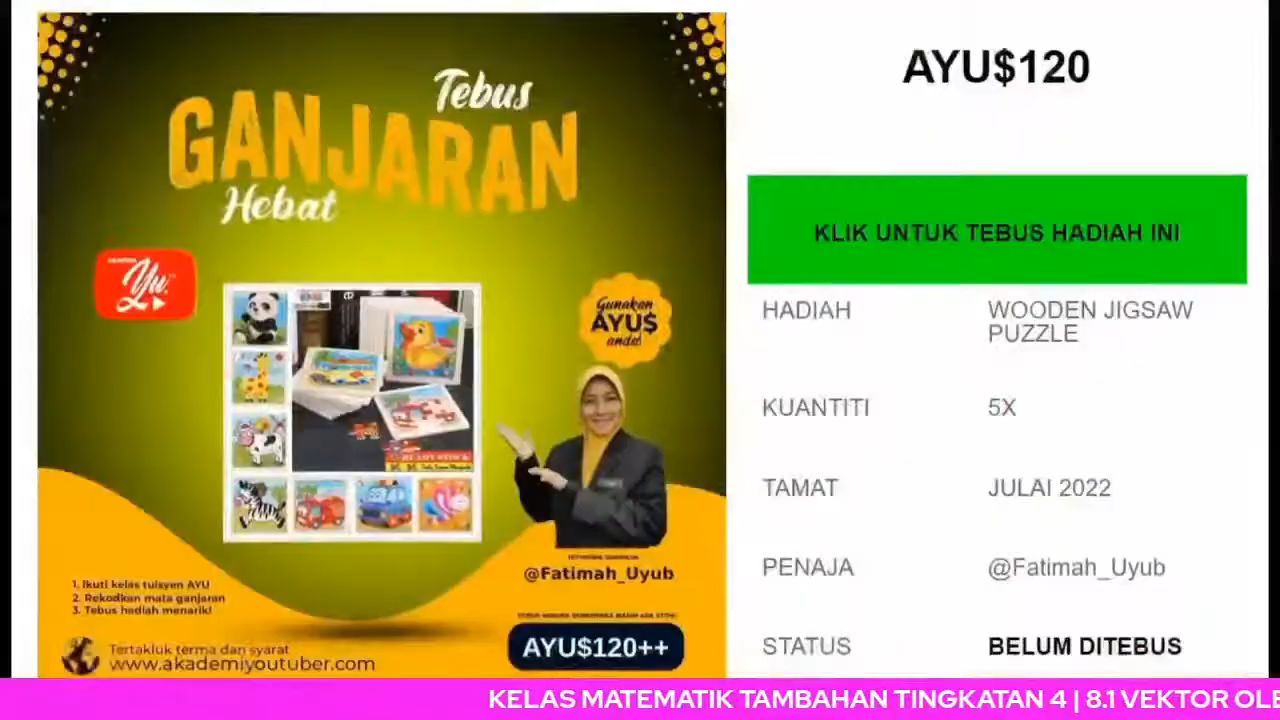 Tebus
GANJARAN
Hebat
Yu
Gunakan
AYU$
anda!
@Fatimah_Uyub
1. Ikuti kelas tuisyen AYU
2. Rekodkan mata ganjaran
3. Tebus hadiah menarik!
AYU$120++
Tertakluk terma dan syarat
www.akademiyoutuber.com
AYU$120
KLIK UNTUK TEBUS HADIAH INI
HADIAH WOODEN JIGSAW
PUZZLE
KUANTITI 5X
TAMAT JULAI 2022
PENAJA @Fatimah_Uyub
STATUS BELUM DITEBUS
KELAS MATEMATIK TAMBAHAN TINGKATAN 4 | 8.1 VEKTOR OLE